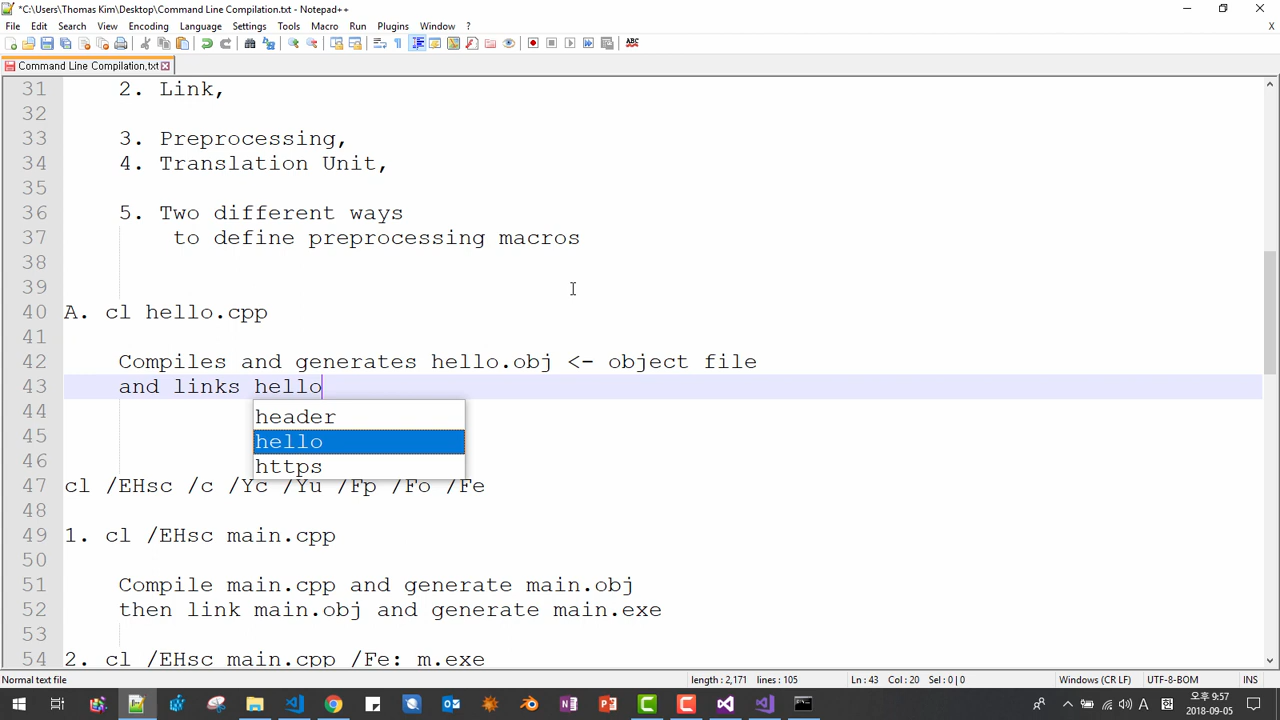 *C:\Users\Thomas Kim\Desktop\Command Line Compilation.txt - Notepad++
File Edit Search View Encoding Language Settings Tools Macro Run Plugins Window ?
X
Command Line Compilation.txt
31 2. Link,
32
33 3. Preprocessing,
34 4. Translation Unit,
35
36 5. Two different ways
37 to define preprocessing macros
38
39
40 A. cl hello.cpp
41
42 Compiles and generates hello.obj <- object file
43 and links hello
44 header
45 hello
46 https
47 cl /EHsc /c /Yc /Yu /Fp /Fo /Fe
48
49 1. cl /EHsc main.cpp
50
51 Compile main.cpp and generate main.obj
52 then link main.obj and generate main.exe
53
54 2. cl /EHsc main.cpp /Fe: m.exe
Normal text file length : 2,171 lines : 105 Ln : 43 Col : 20 Sel : 0 | 0 Windows (CR LF) UTF-8-BOM INS
A 오후 9:57
2018-09-05